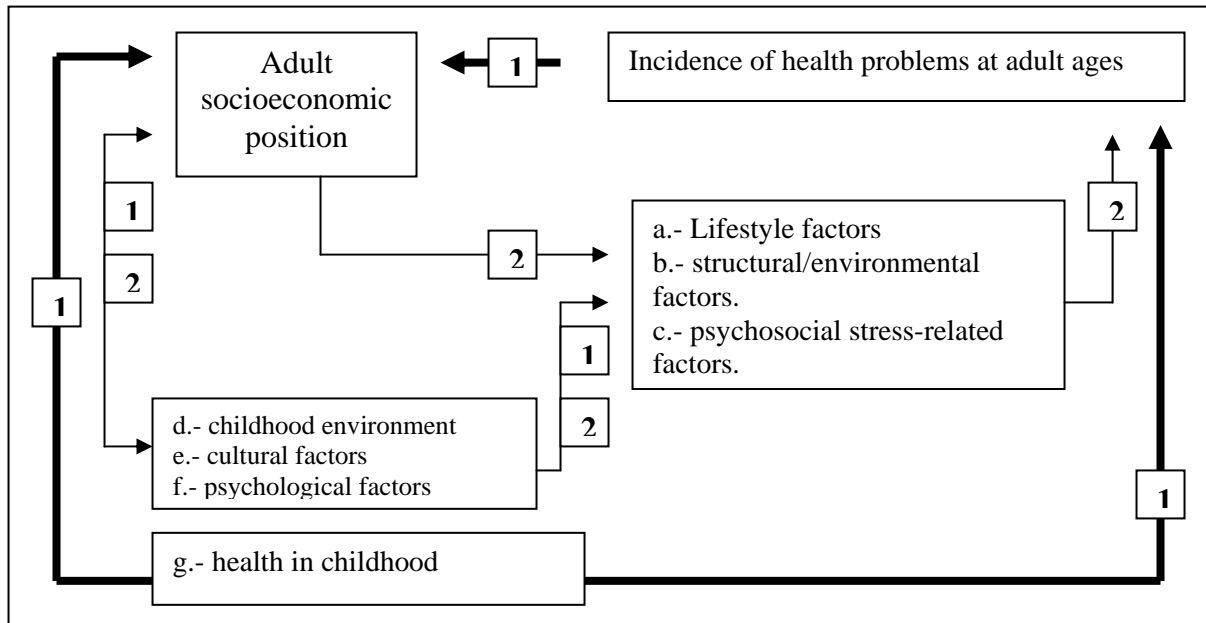 Adult
socioeconomic
position
1
Incidence of health problems at adult ages
1
2
1
2
2
a.- Lifestyle factors
b.- structural/environmental
factors.
c.- psychosocial stress-related
factors.
1
2
d.- childhood environment
e.- cultural factors
f.- psychological factors
1
g.- health in childhood